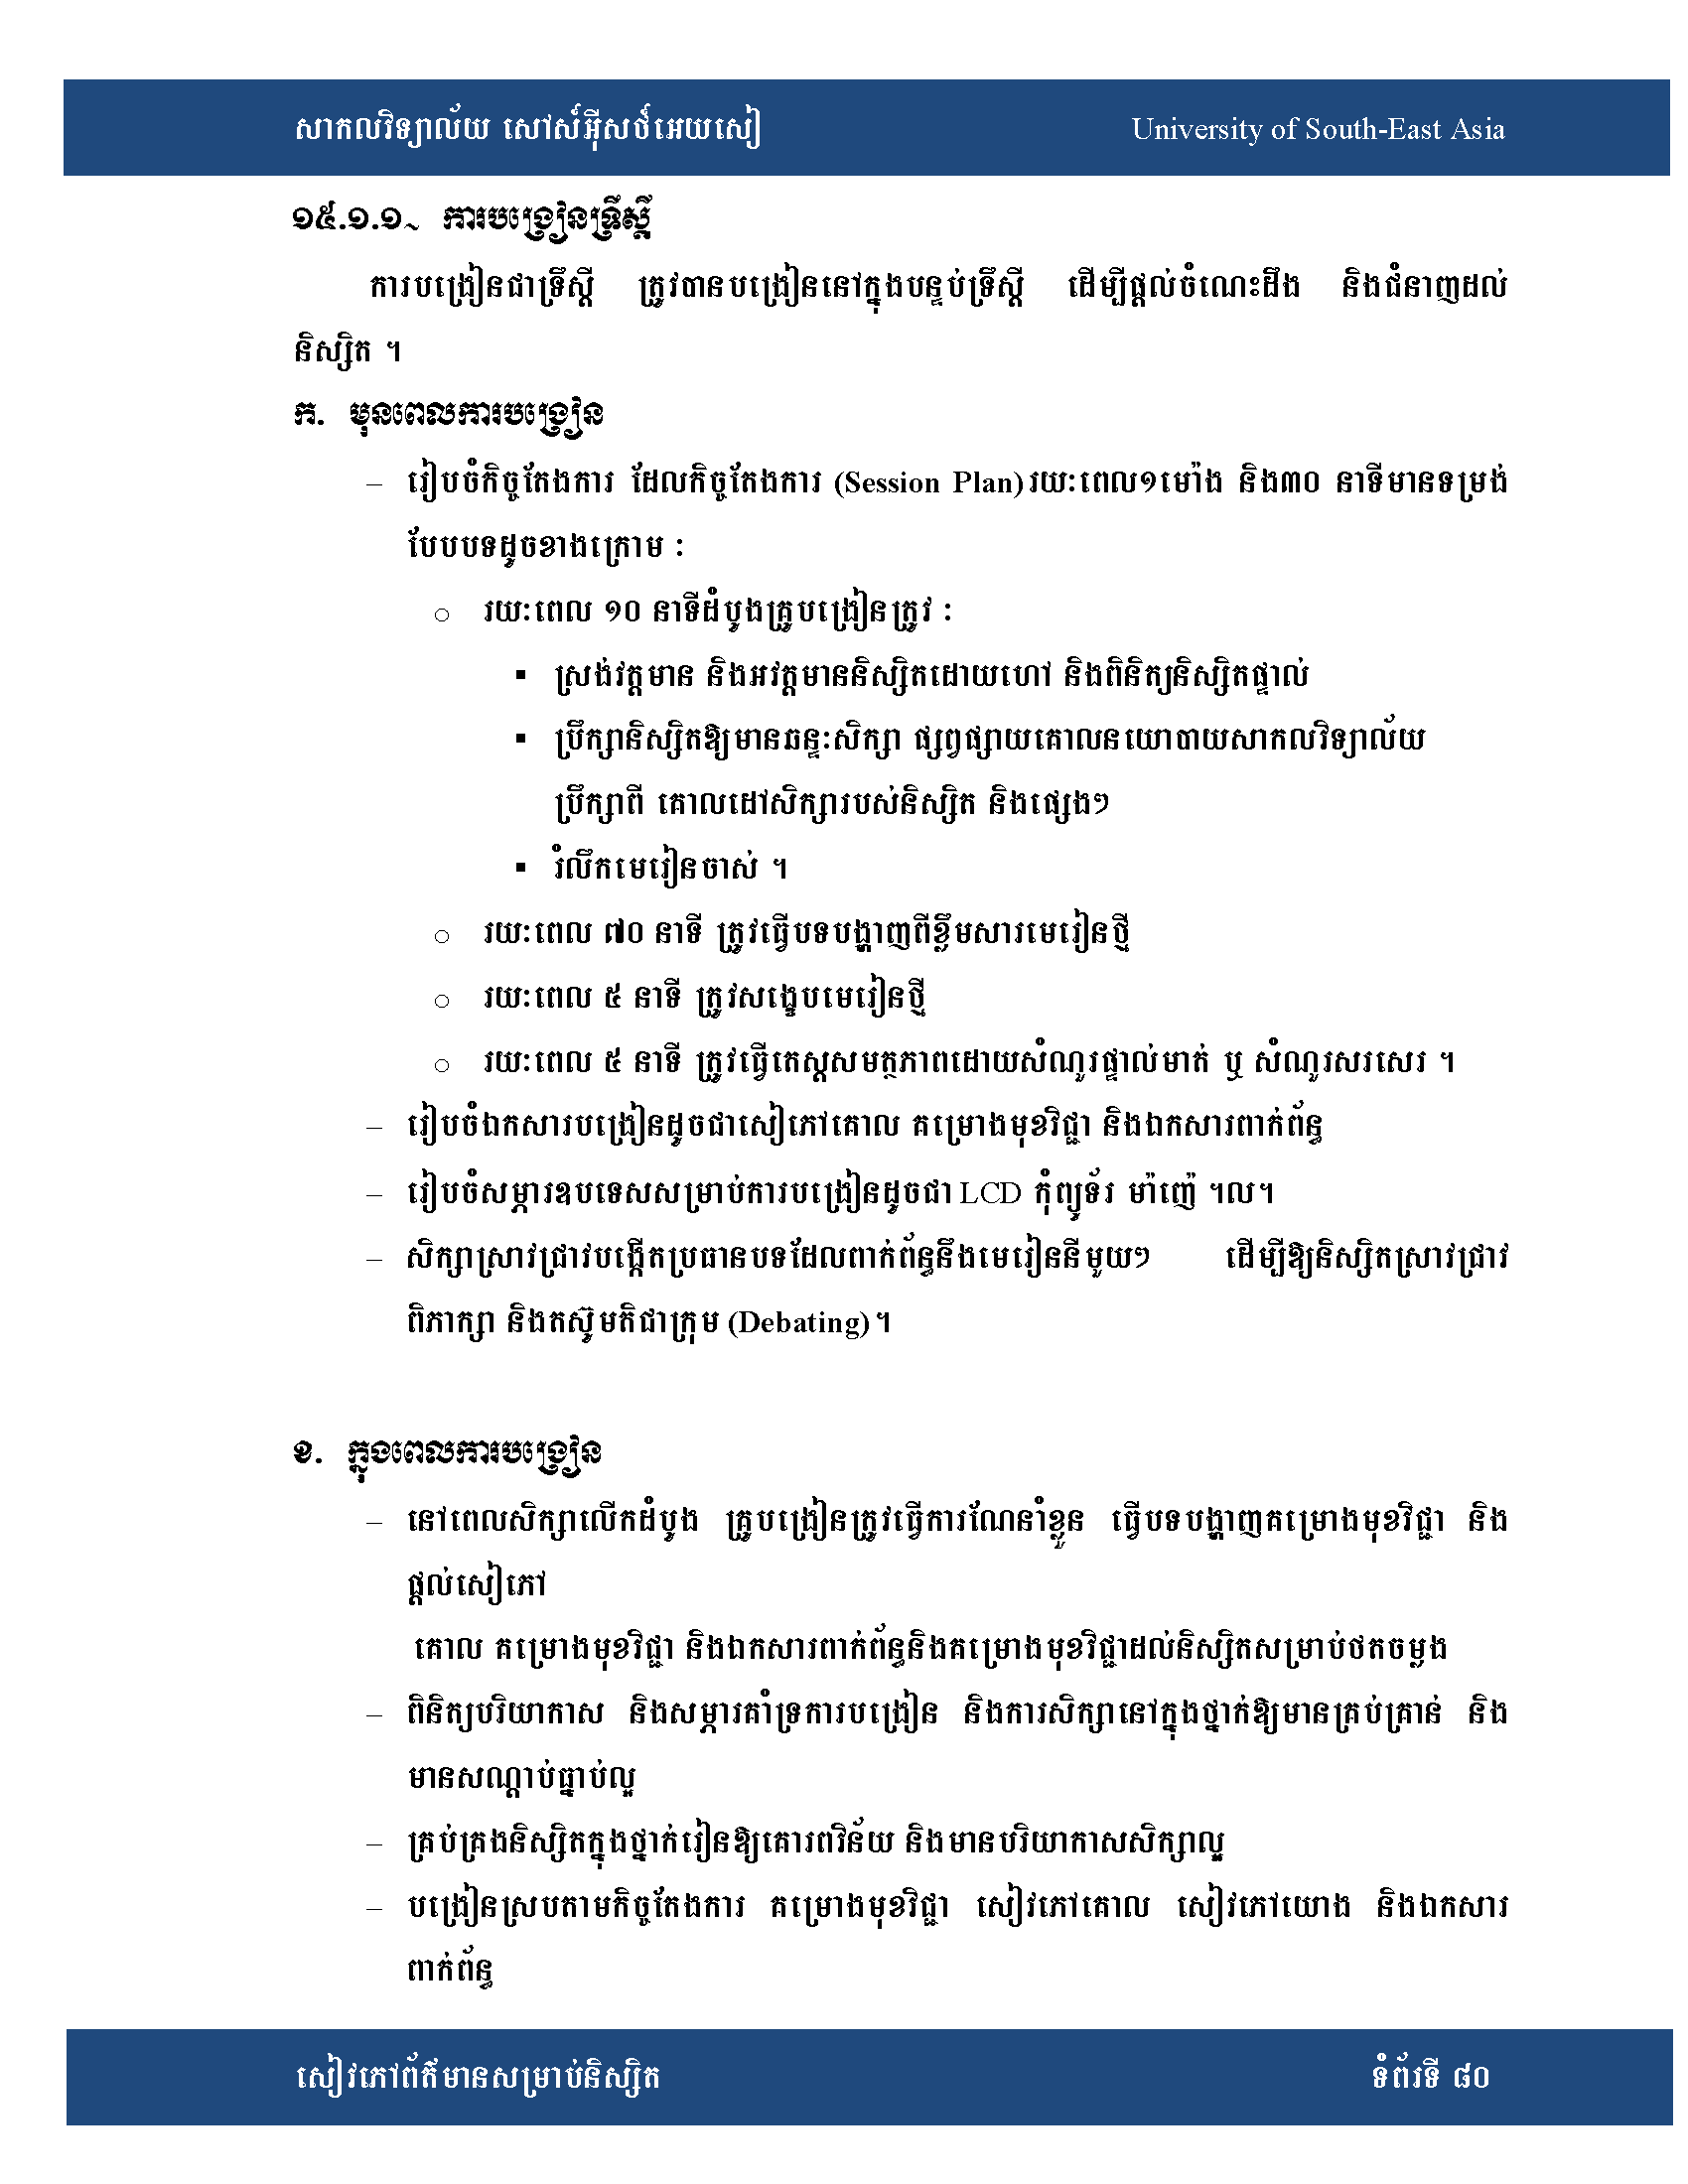 សាកលវិទ្យាល័យ សៅស៍អ៊ីសថ៍អេយសៀ University of South-East Asia
១៥.១.១~ ការបង្រៀនទ្រឹស្តី
ការបង្រៀនជាទ្រឹស្តី ត្រូវបានបង្រៀននៅក្នុងបន្ទប់ទ្រឹស្តី ដើម្បីផ្តល់ចំណេះដឹង និងជំនាញដល់
និស្សិត ។
ក. មុនពេលការបង្រៀន
– រៀបចំកិច្ចតែងការ ដែលកិច្ចតែងការ (Session Plan) រយៈពេល១ម៉ោង និង៣០ នាទីមានទម្រង់
បែបបទដូចខាងក្រោម ៖
o រយៈពេល ១០ នាទីដំបូងគ្រូបង្រៀនត្រូវ ៖
▪ ស្រង់វត្តមាន និងអវត្តមាននិស្សិតដោយហៅ និងពិនិត្យនិស្សិតផ្ទាល់
▪ ប្រឹក្សានិស្សិតឱ្យមានឆន្ទៈសិក្សា ផ្សព្វផ្សាយគោលនយោបាយសាកលវិទ្យាល័យ
ប្រឹក្សាពី គោលដៅសិក្សារបស់និស្សិត និងផ្សេងៗ
▪ រំលឹកមេរៀនចាស់ ។
o រយៈពេល ៧០ នាទី ត្រូវធ្វើបទបង្ហាញពីខ្លឹមសារមេរៀនថ្មី
o រយៈពេល ៥ នាទី ត្រូវសង្ខេបមេរៀនថ្មី
o រយៈពេល ៥ នាទី ត្រូវធ្វើតេស្តសមត្ថភាពដោយសំណួរផ្ទាល់មាត់ ឬ សំណួរសរសេរ ។
– រៀបចំឯកសារបង្រៀនដូចជាសៀភៅគោល គម្រោងមុខវិជ្ជា និងឯកសារពាក់ព័ន្ធ
– រៀបចំសម្ភារឧបទេសសម្រាប់ការបង្រៀនដូចជា LCD កុំព្យូទ័រ ម៉ាញ៉េ ។ល។
– សិក្សាស្រាវជ្រាវបង្កើតប្រធានបទដែលពាក់ព័ន្ធនឹងមេរៀននីមួយៗ ដើម្បីឱ្យនិស្សិតស្រាវជ្រាវ
ពិភាក្សា និងតស៊ូមតិជាក្រុម (Debating) ។
ខ. ក្នុងពេលការបង្រៀន
– នៅពេលសិក្សាលើកដំបូង គ្រូបង្រៀនត្រូវធ្វើការណែនាំខ្លួន ធ្វើបទបង្ហាញគម្រោងមុខវិជ្ជា និង
ផ្តល់សៀភៅ
គោល គម្រោងមុខវិជ្ជា និងឯកសារពាក់ព័ន្ធនិងគម្រោងមុខវិជ្ជាដល់និស្សិតសម្រាប់ថតចម្លង
– ពិនិត្យបរិយាកាស និងសម្ភារគាំទ្រការបង្រៀន និងការសិក្សានៅក្នុងថ្នាក់ឱ្យមានគ្រប់គ្រាន់ និង
មានសណ្តាប់ធ្នាប់ល្អ
– គ្រប់គ្រងនិស្សិតក្នុងថ្នាក់រៀនឱ្យគោរពវិន័យ និងមានបរិយាកាសសិក្សាល្អ
– បង្រៀនស្របតាមកិច្ចតែងការ គម្រោងមុខវិជ្ជា សៀវភៅគោល សៀវភៅយោង និងឯកសារ
ពាក់ព័ន្ធ
សៀវភៅព័ត៌មានសម្រាប់និស្សិត ទំព័រទី ៨០